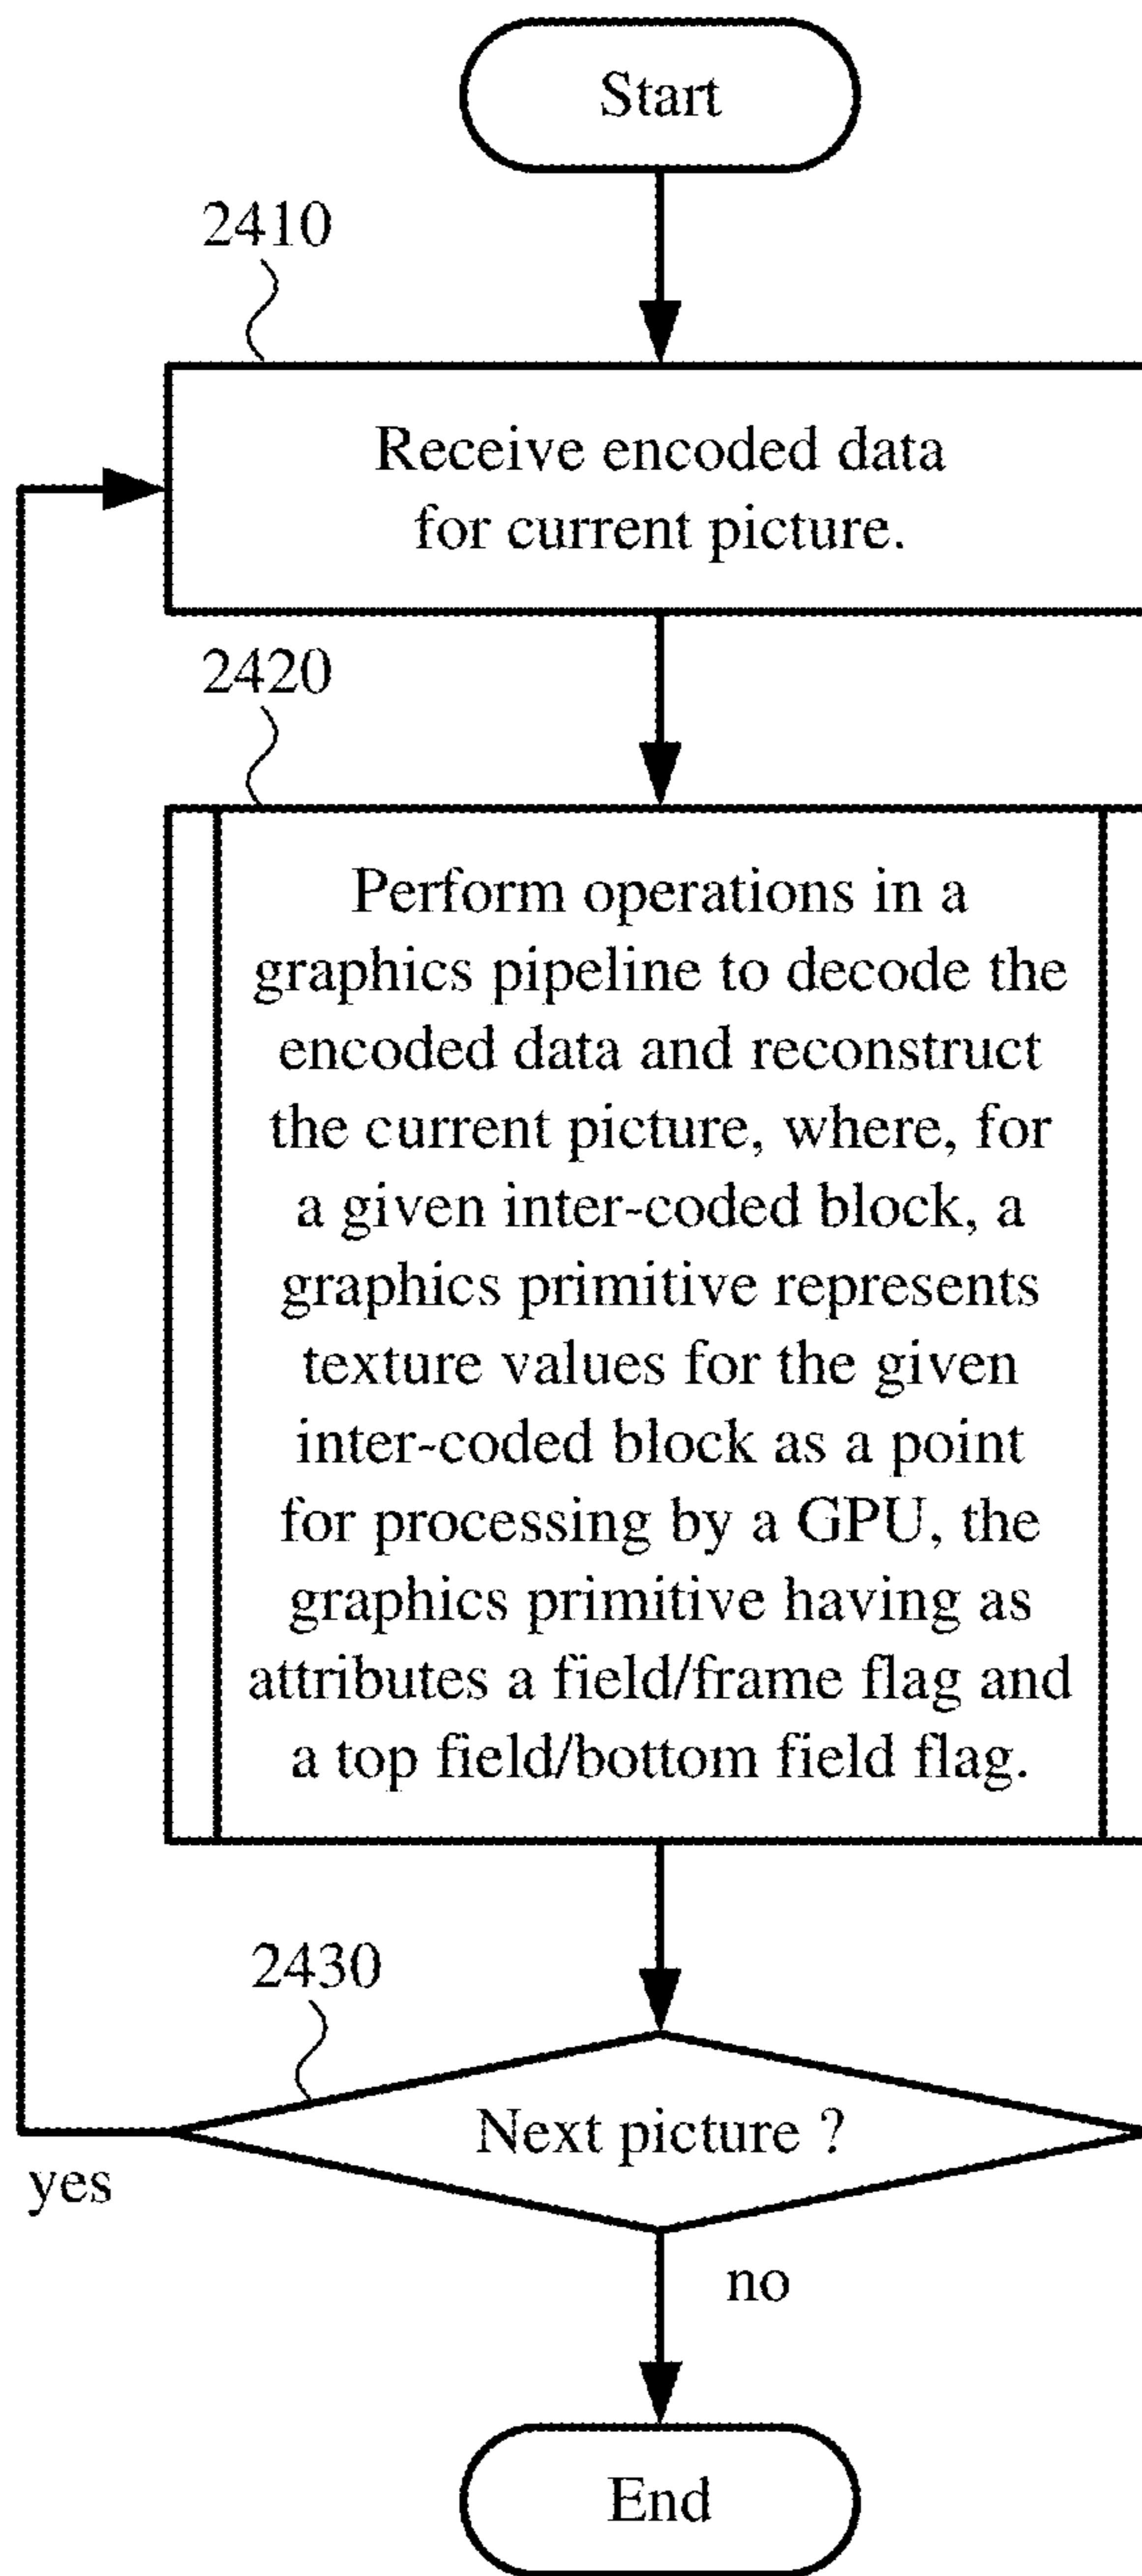 Start
2410
Receive encoded data
for current picture.
2420
Perform operations in a
graphics pipeline to decode the
encoded data and reconstruct
the current picture, where, for
a given inter-coded block, a
graphics primitive represents
texture values for the given
inter-coded block as a point
for processing by a GPU, the
graphics primitive having as
attributes a field/frame flag and
a top field/bottom field flag.
2430
Next picture ?
yes
no
End